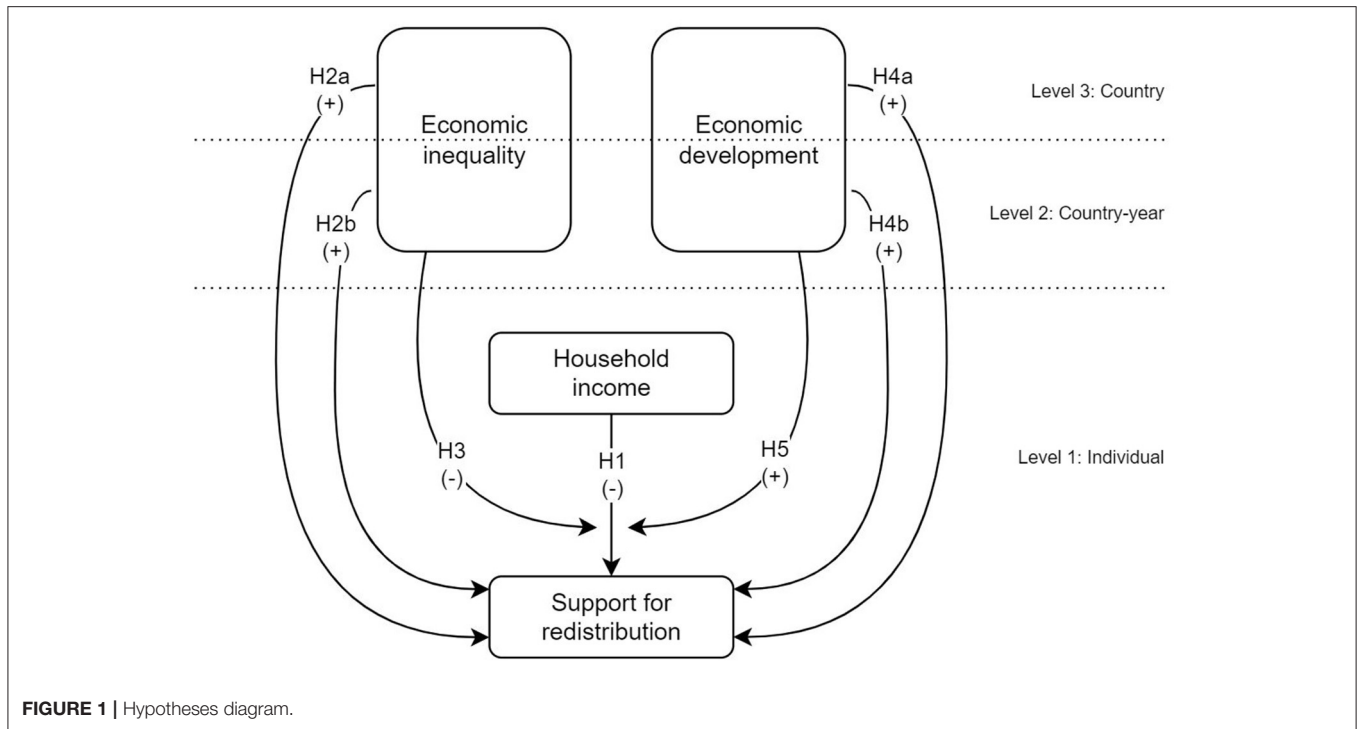 H2a
(+)
Economic
inequality
Economic
development
H4a
(+)
Level 3: Country
H2b
(+)
H4b
(+)
Level 2: Country-year
Household
income
H3
(-)
H1
(-)
H5
(+)
Level 1: Individual
Support for
redistribution
FIGURE 1 | Hypotheses diagram.